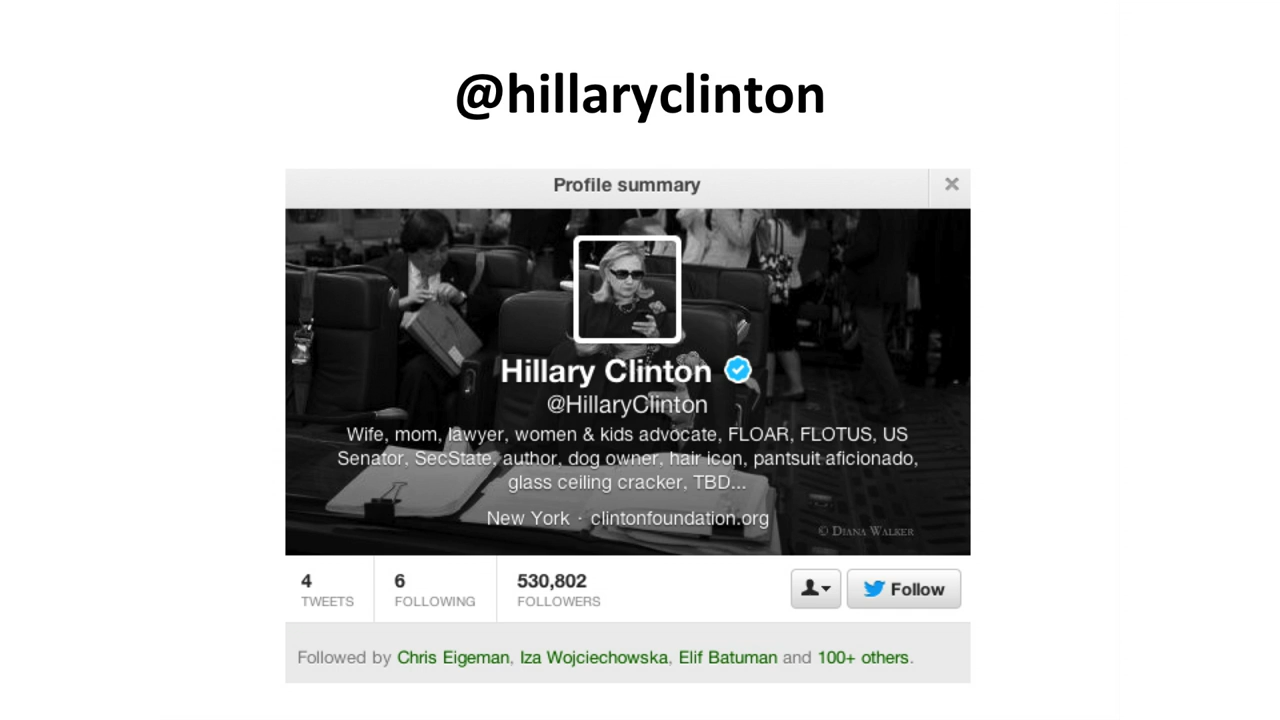 @hillaryclinton
Profile summary
Hillary Clinton
@HillaryClinton
Wife, mom, lawyer, women & kids advocate, FLOAR, FLOTUS, US
Senator, SecState, author, dog owner, hair icon, pantsuit aficionado,
glass ceiling cracker, TBD...
New York · clintonfoundation.org
© DIANA WALKER
4 6 530,802
TWEETS FOLLOWING FOLLOWERS
Follow
Followed by Chris Eigeman, Iza Wojciechowska, Elif Batuman and 100+ others.